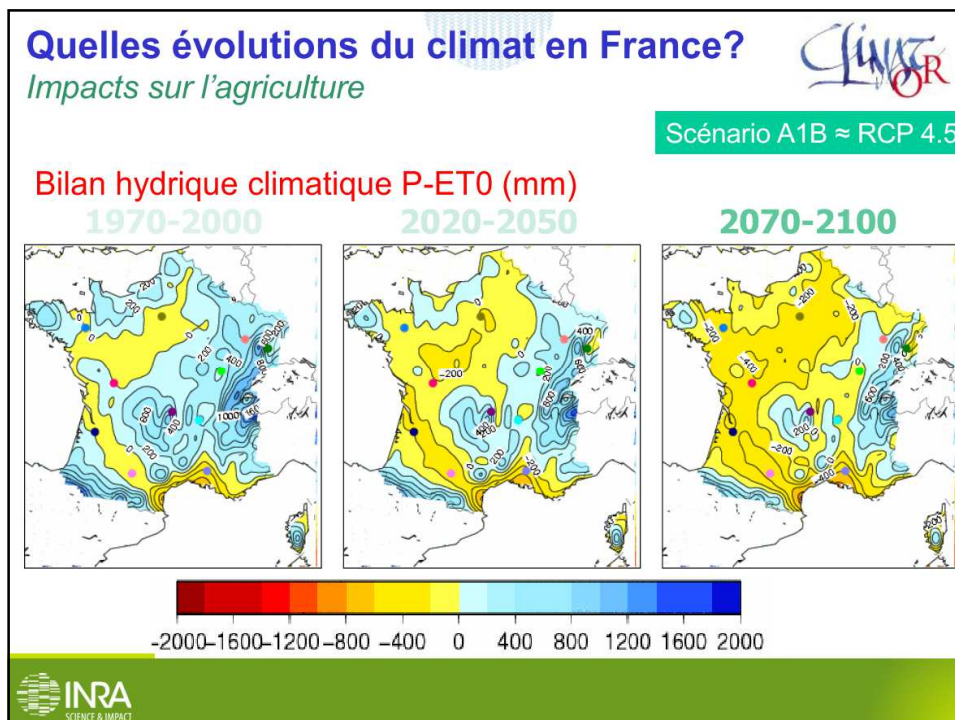 Quelles évolutions du climat en France?
Impacts sur l'agriculture
CLIMATOR
Scénario A1B ≈ RCP 4.5
Bilan hydrique climatique P-ET0 (mm)
1970-2000 2020-2050 2070-2100
-2000 -1600 -1200 -800 -400 0 400 800 1200 1600 2000
INRA
SCIENCE & IMPACT